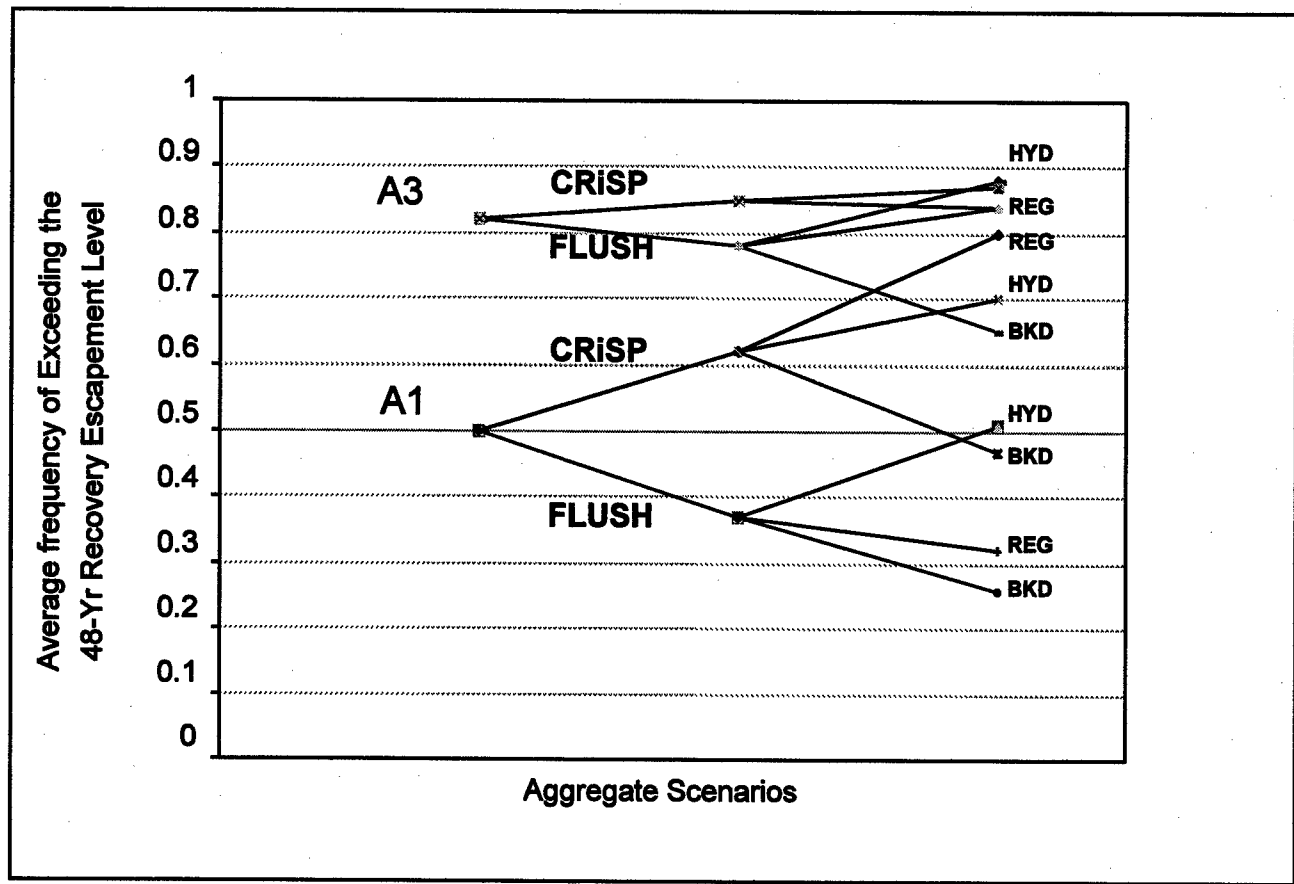 Average frequency of Exceeding the
48-Yr Recovery Escapement Level
1
0.9
0.8
0.7
0.6
0.5
0.4
0.3
0.2
0.1
0
A3
CRiSP
FLUSH
A1
CRiSP
FLUSH
HYD
REG
REG
HYD
BKD
HYD
BKD
REG
BKD
Aggregate Scenarios